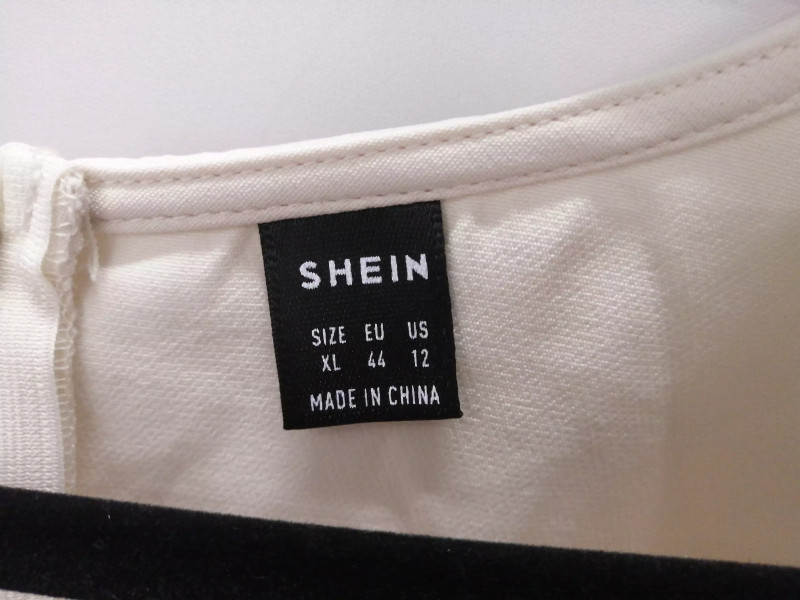 SHEIN
SIZE EU US
XL 44 12
MADE IN CHINA